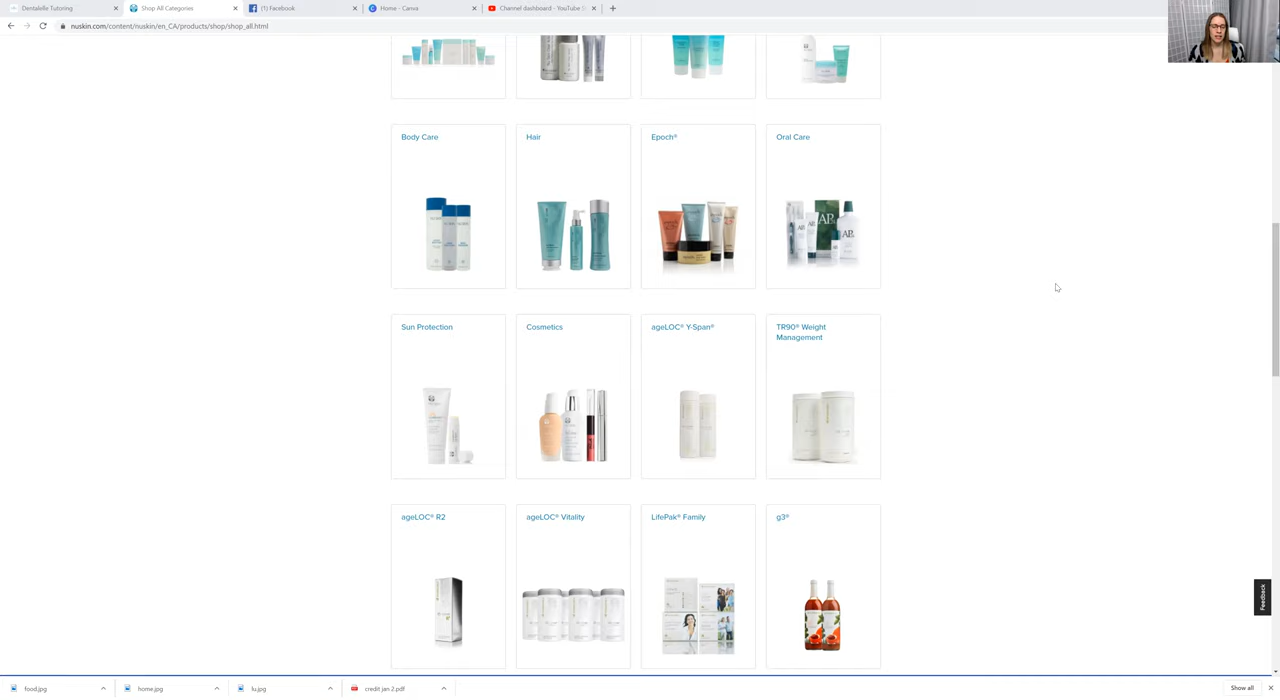 Dentalelle Tutoring
Shop All Categories
(1) Facebook
Home - Canva
Channel dashboard - YouTube S
nuskin.com/content/nuskin/en_CA/products/shop/shop_all.html
Body Care
Hair
Epoch®
Oral Care
AP
Sun Protection
Cosmetics
ageLOC® Y-Span®
TR90® Weight
Management
ageLOC® R2
ageLOC® Vitality
LifePak® Family
g3®
Feedback
food.jpg
home.jpg
lu.jpg
credit jan 2.pdf
Show all